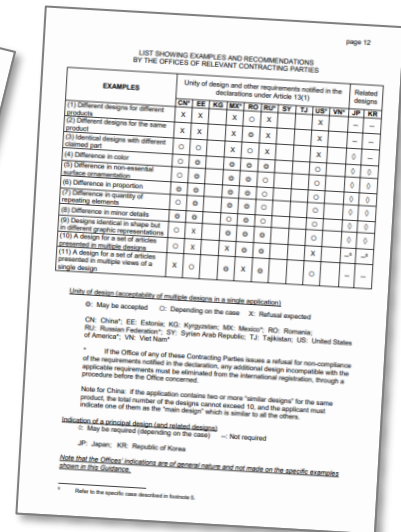 page 12
LIST SHOWING EXAMPLES AND RECOMMENDATIONS
BY THE OFFICES OF RELEVANT CONTRACTING PARTIES
EXAMPLES
Unity of design and other requirements notified in the
declarations under Article 13(1)
Related
designs
CN* EE KG MX* RO RU* SY TJ US* VN* JP KR
(1) Different designs for different
products
X X X O X X – –
(2) Different designs for the same
product
X X X ⊙ X X – –
(3) Identical designs with different
claimed part
O O X O X X ◊ –
(4) Difference in color
O ⊙ ⊙ ⊙ ⊙ O ◊ ◊
(5) Difference in non-essential
surface ornamentation
O ⊙ ⊙ ⊙ O O ◊ ◊
(6) Difference in proportion
⊙ ⊙ ⊙ ⊙ O O ◊ ◊
(7) Difference in quantity of
repeating elements
O ⊙ ⊙ ⊙ O O ◊ ◊
(8) Difference in minor details
⊙ ⊙ O ⊙ O O ◊ ◊
(9) Designs identical in shape but
in different graphic representations
O X ⊙ ⊙ ⊙ O ◊ ◊
(10) A design for a set of articles
presented in multiple designs
O X X ⊙ ⊙ X
(11) A design for a set of articles
presented in multiple views of a
single design
X O ⊙ X ⊙ O – –
Unity of design (acceptability of multiple designs in a single application)
⊙: May be accepted O: Depending on the case X: Refusal expected
CN: China*; EE: Estonia; KG: Kyrgyzstan; MX: Mexico*; RO: Romania;
RU: Russian Federation*; SY: Syrian Arab Republic; TJ: Tajikistan; US: United States
of America*; VN: Viet Nam*
* If the Office of any of these Contracting Parties issues a refusal for non-compliance
of the requirements notified in the declaration, any additional design incompatible with the
applicable requirements must be eliminated from the international registration, through a
procedure before the Office concerned.
Note for China: if the application contains two or more "similar designs" for the same
product, the total number of the designs cannot exceed 10, and the applicant must
indicate one of them as the "main design" which is similar to all the others.
Indication of a principal design (and related designs)
◊: May be required (depending on the case) –: Not required
JP: Japan; KR: Republic of Korea
Note that the Offices' indications are of general nature and not made on the specific examples
shown in this Guidance.
Refer to the specific case described in footnote 5.